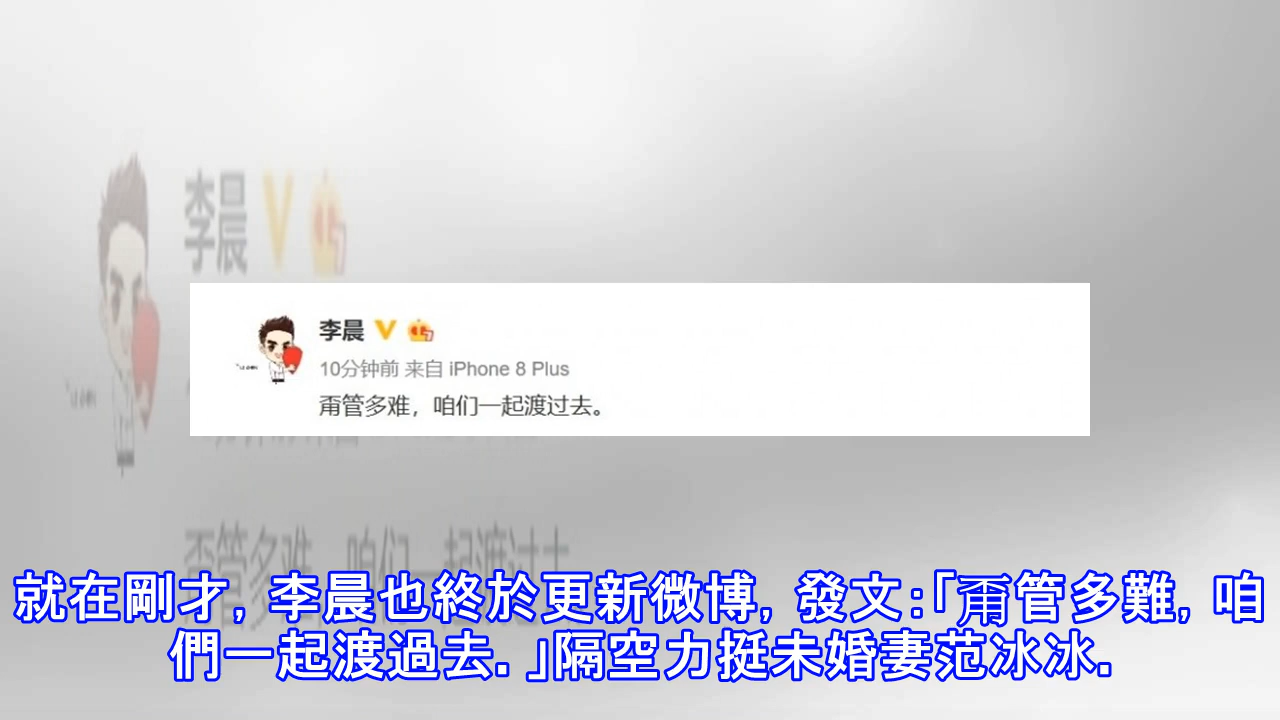 李晨 V
李晨 V
10分钟前 来自 iPhone 8 Plus
甭管多难，咱们一起渡过去。
就在剛才，李晨也終於更新微博，發文：「甭管多難，咱
們一起渡過去.」隔空力挺未婚妻范冰冰.